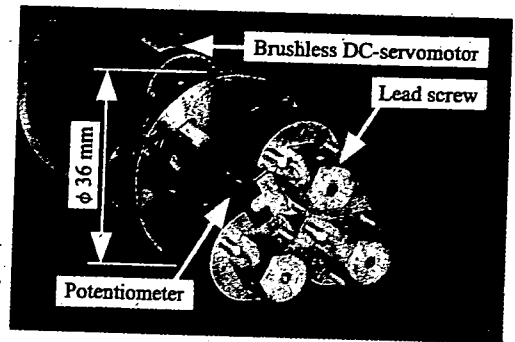 Brushless DC-servomotor
Lead screw
ϕ 36 mm
Potentiometer